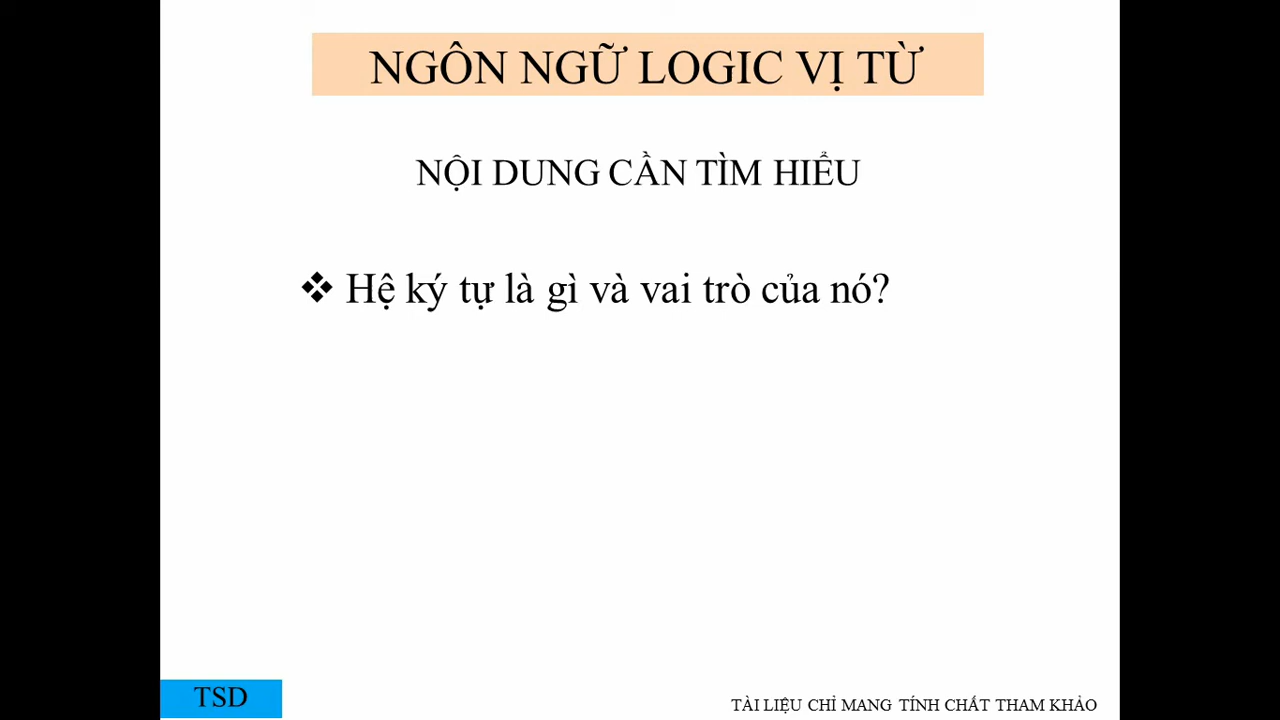 NGÔN NGỮ LOGIC VỊ TỪ
NỘI DUNG CẦN TÌM HIỂU
❖ Hệ ký tự là gì và vai trò của nó?
TSD
TÀI LIỆU CHỈ MANG TÍNH CHẤT THAM KHẢO